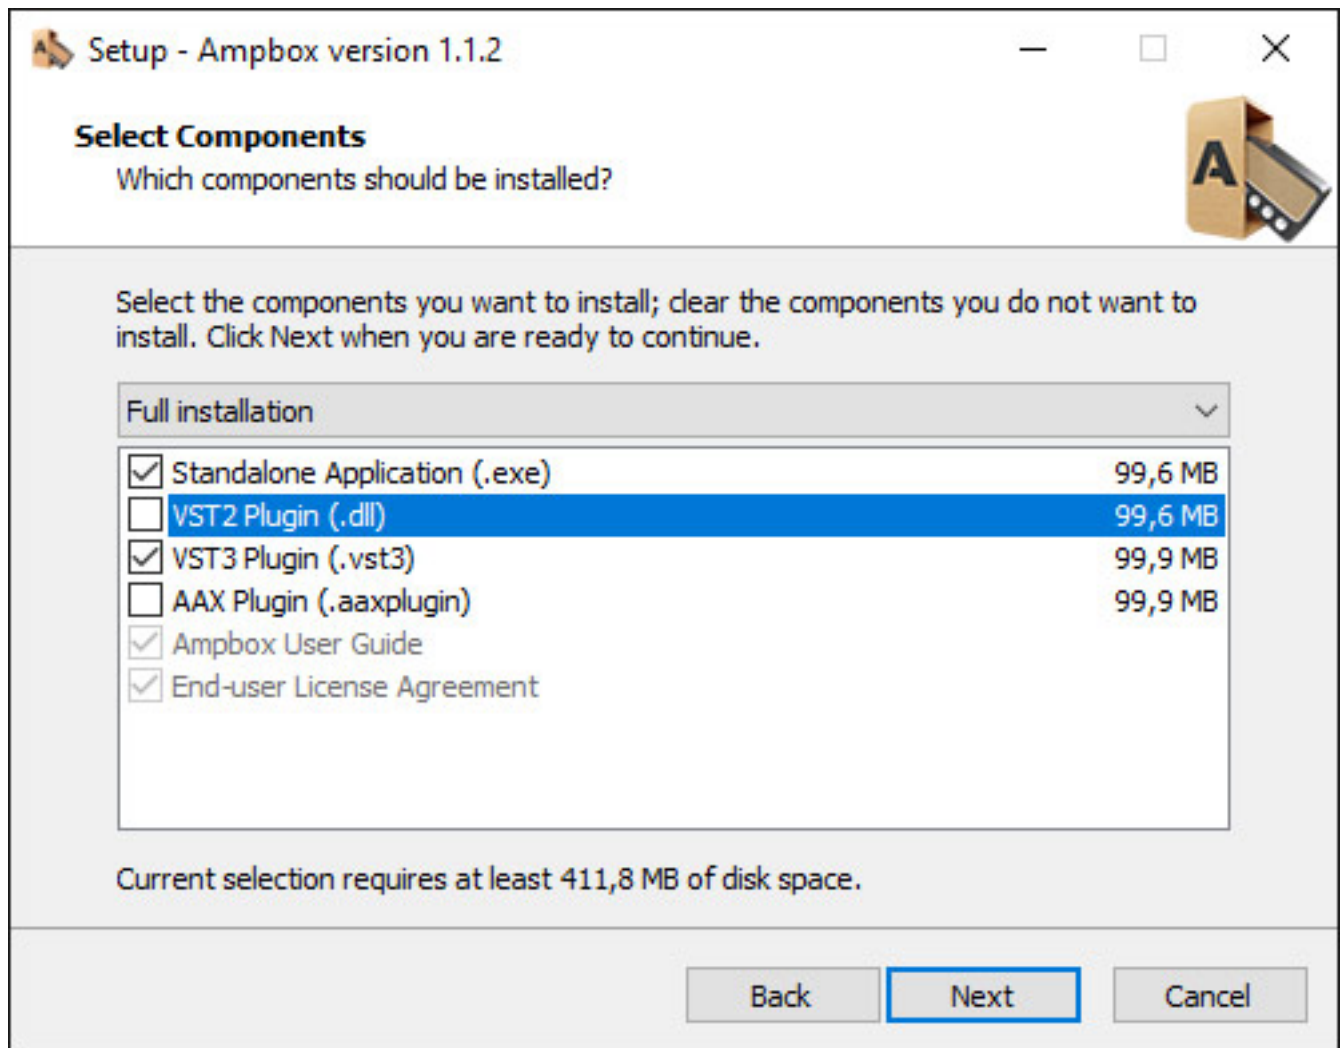 Setup - Ampbox version 1.1.2
Select Components
Which components should be installed?
A
Select the components you want to install; clear the components you do not want to
install. Click Next when you are ready to continue.
Full installation
Standalone Application (.exe) 99,6 MB
VST2 Plugin (.dll) 99,6 MB
VST3 Plugin (.vst3) 99,9 MB
AAX Plugin (.aaxplugin) 99,9 MB
Ampbox User Guide
End-user License Agreement
Current selection requires at least 411,8 MB of disk space.
Back Next Cancel